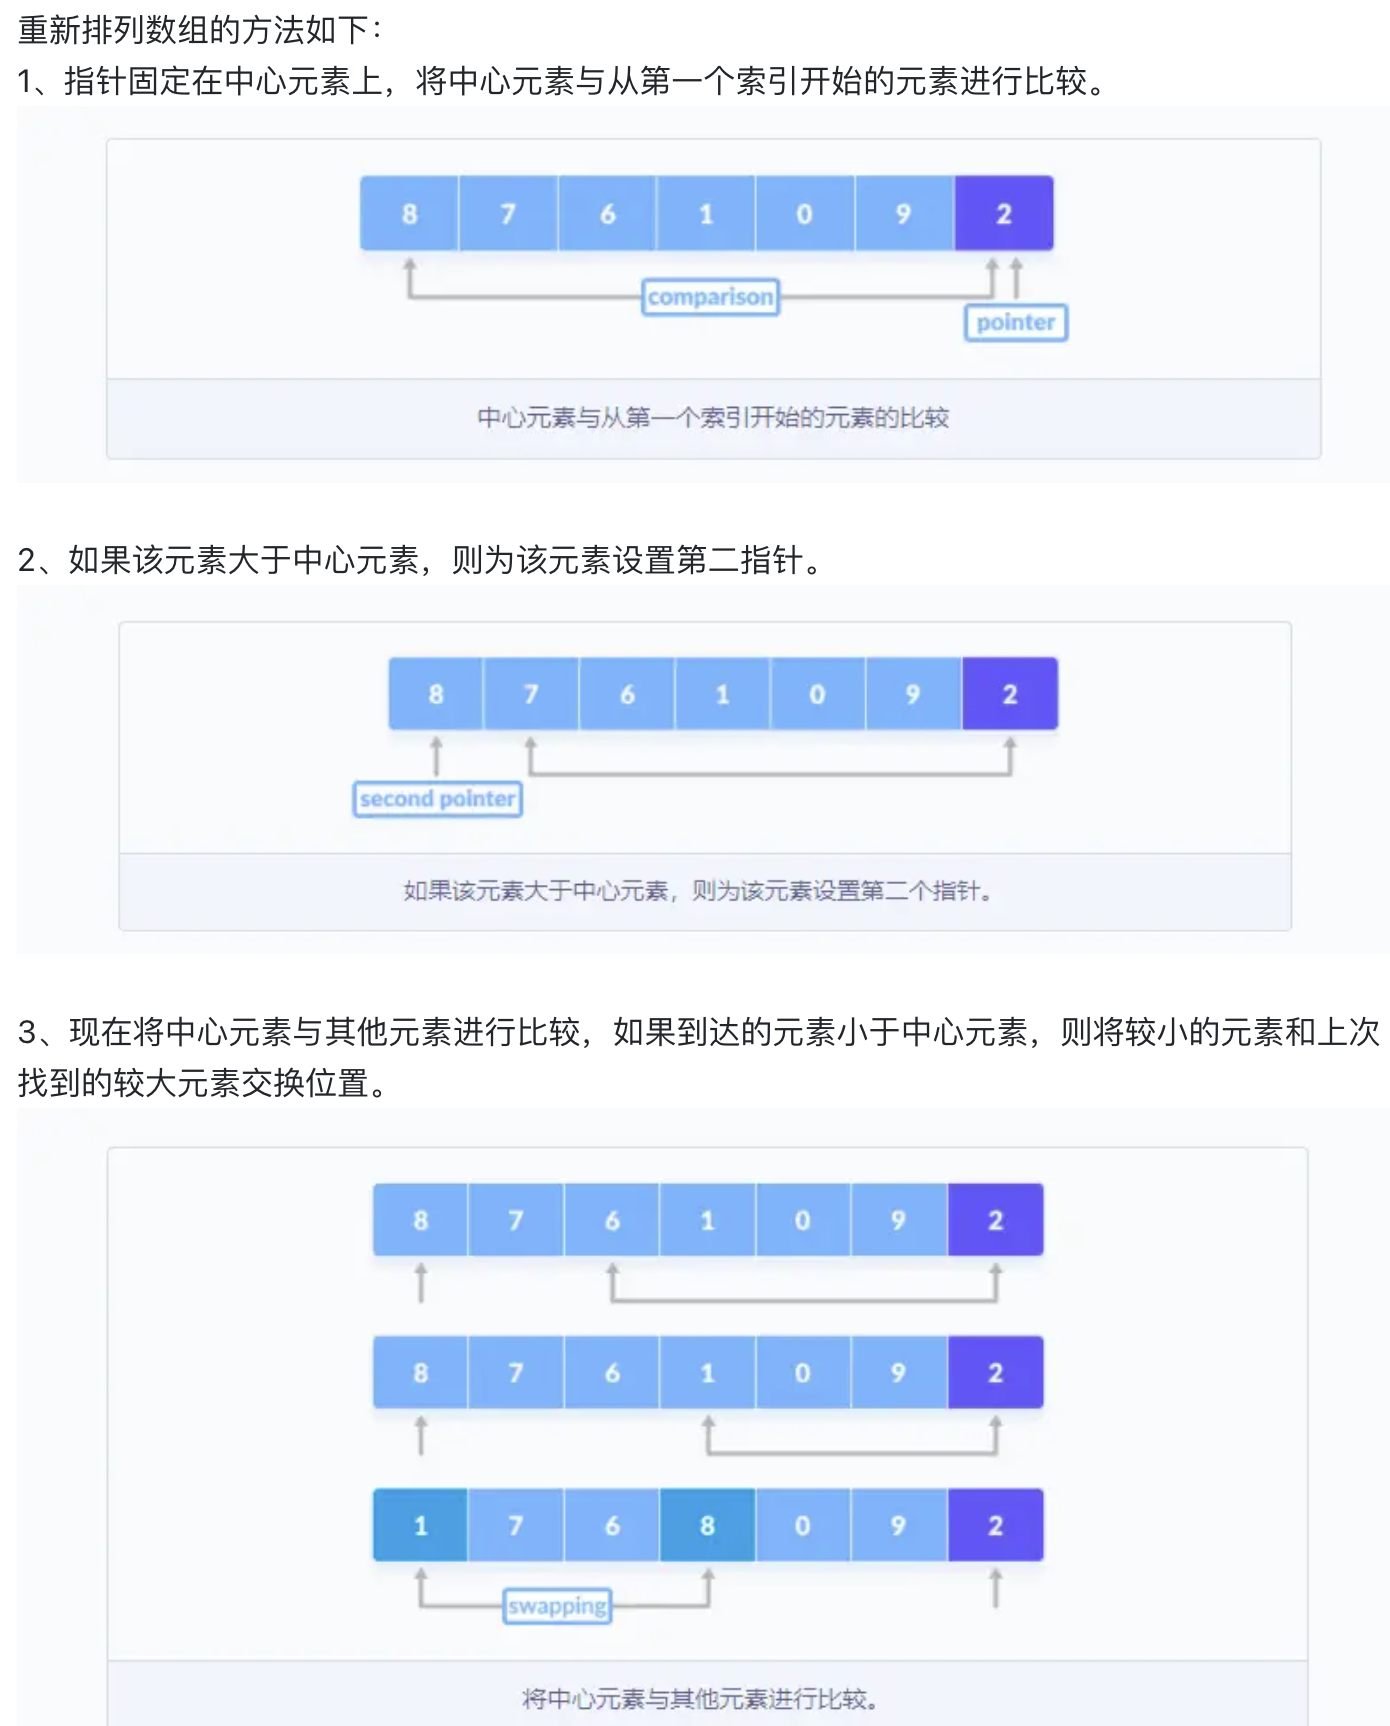 重新排列数组的方法如下：
1、指针固定在中心元素上，将中心元素与从第一个索引开始的元素进行比较。
8 7 6 1 0 9 2
comparison
pointer
中心元素与从第一个索引开始的元素的比较
2、如果该元素大于中心元素，则为该元素设置第二指针。
8 7 6 1 0 9 2
second pointer
如果该元素大于中心元素，则为该元素设置第二个指针。
3、现在将中心元素与其他元素进行比较，如果到达的元素小于中心元素，则将较小的元素和上次
找到的较大元素交换位置。
8 7 6 1 0 9 2
8 7 6 1 0 9 2
1 7 6 8 0 9 2
swapping
将中心元素与其他元素进行比较。